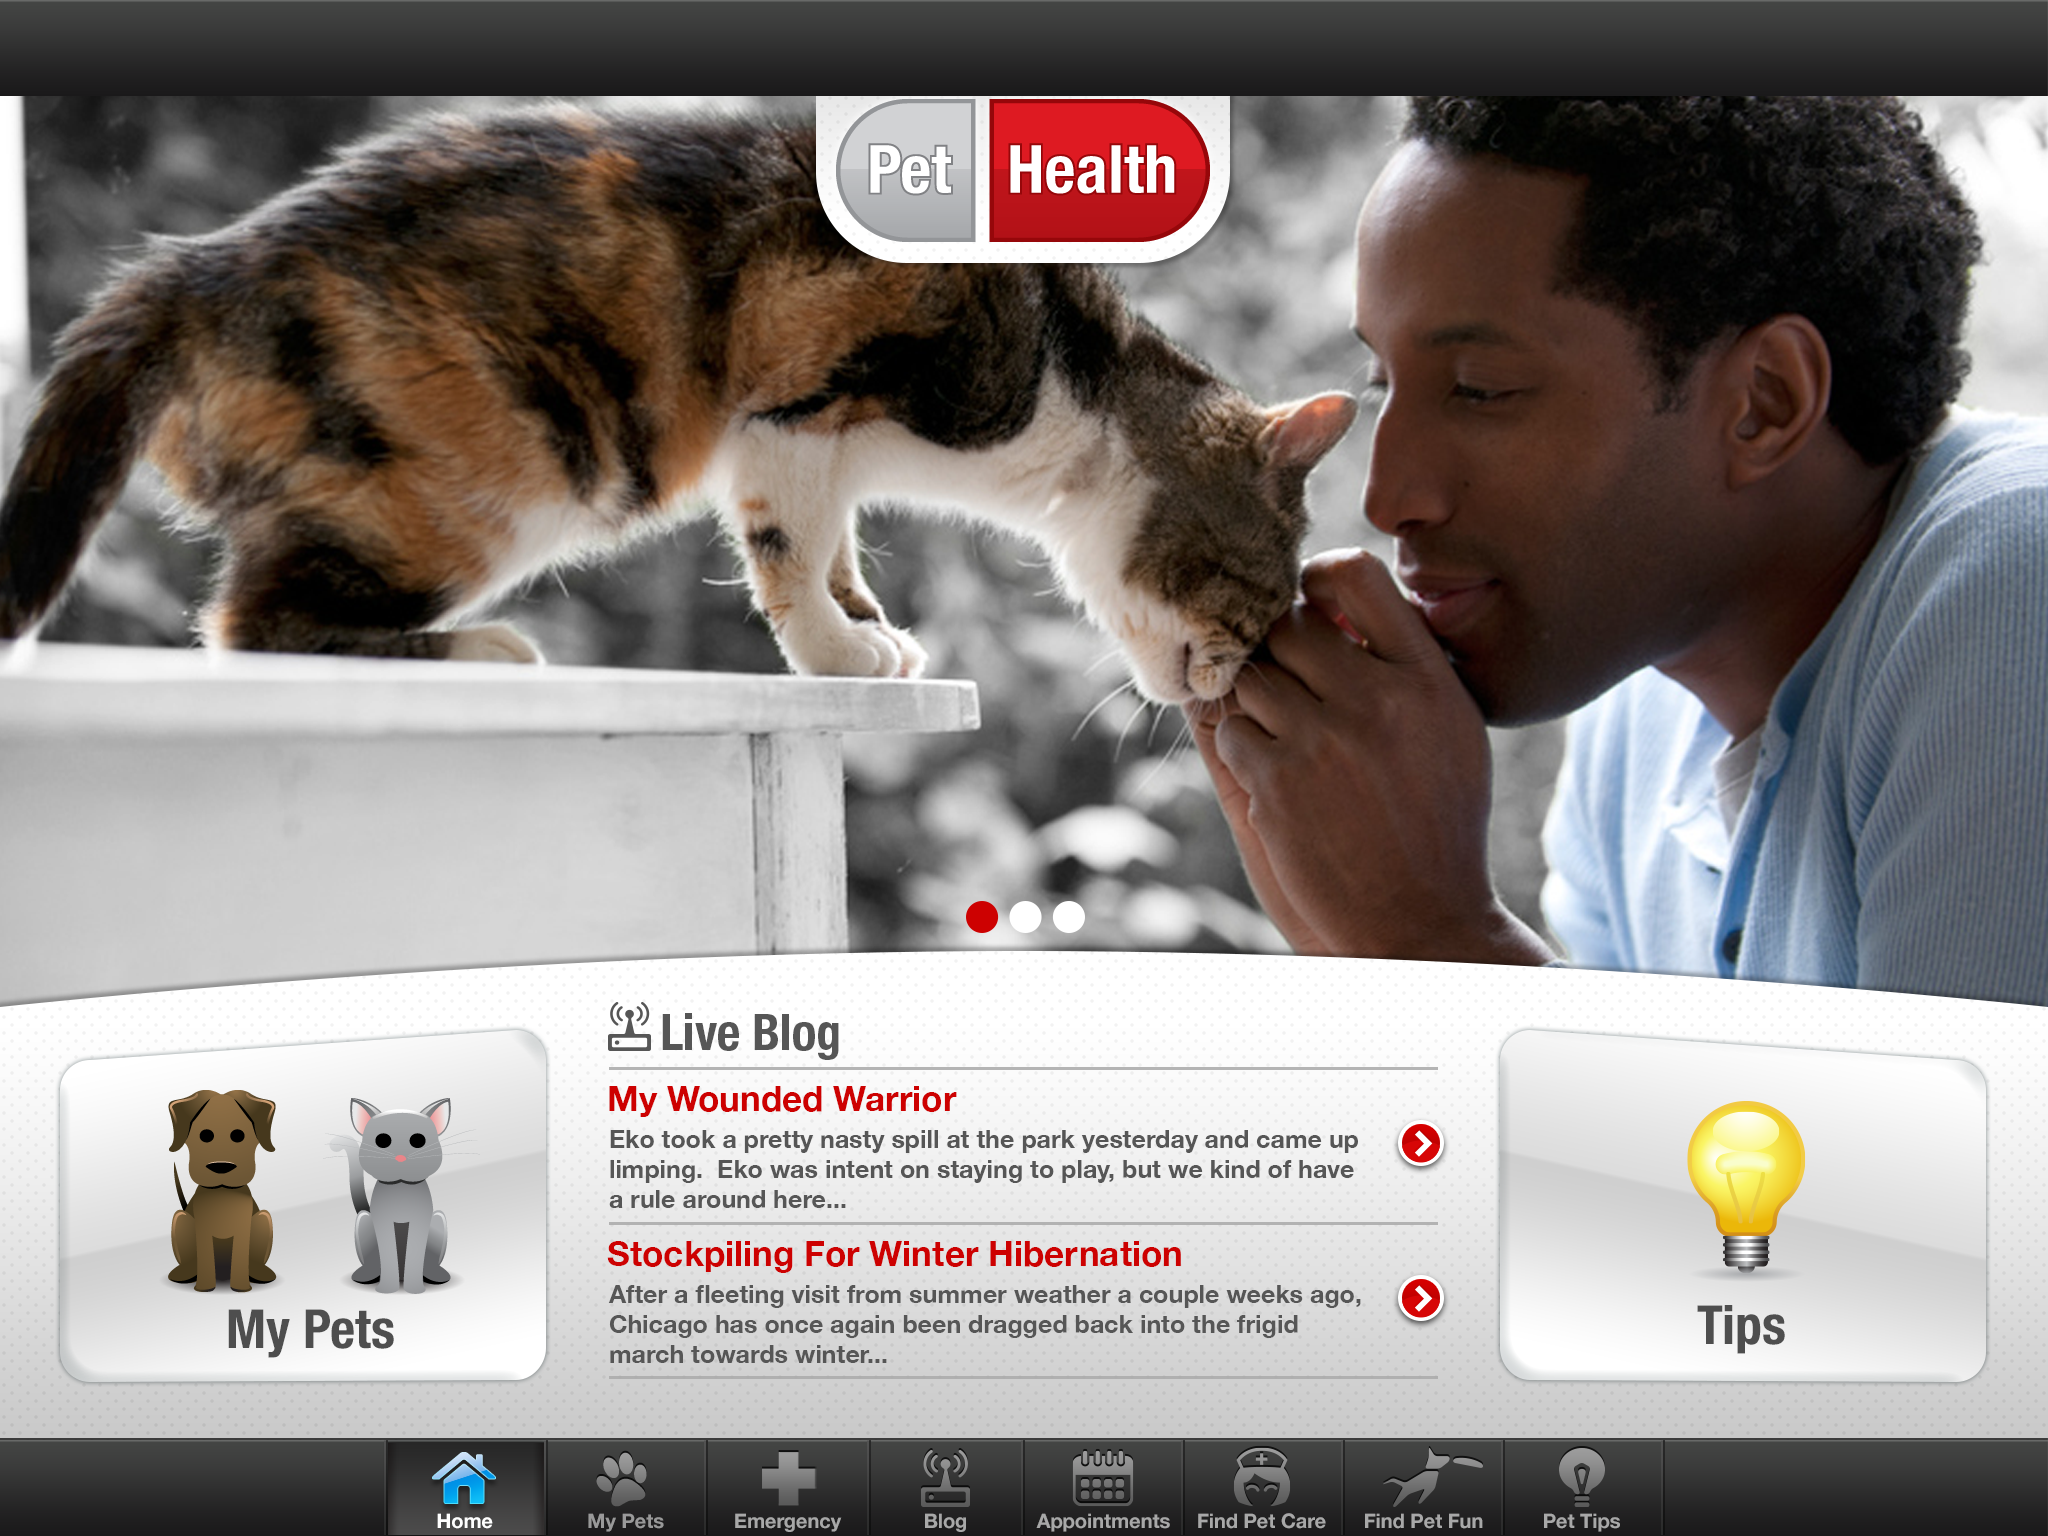 Pet Health
Live Blog
My Wounded Warrior
Eko took a pretty nasty spill at the park yesterday and came up
limping.  Eko was intent on staying to play, but we kind of have
a rule around here...
Stockpiling For Winter Hibernation
After a fleeting visit from summer weather a couple weeks ago,
Chicago has once again been dragged back into the frigid
march towards winter...
My Pets
Tips
Home
My Pets
Emergency
Blog
Appointments
Find Pet Care
Find Pet Fun
Pet Tips